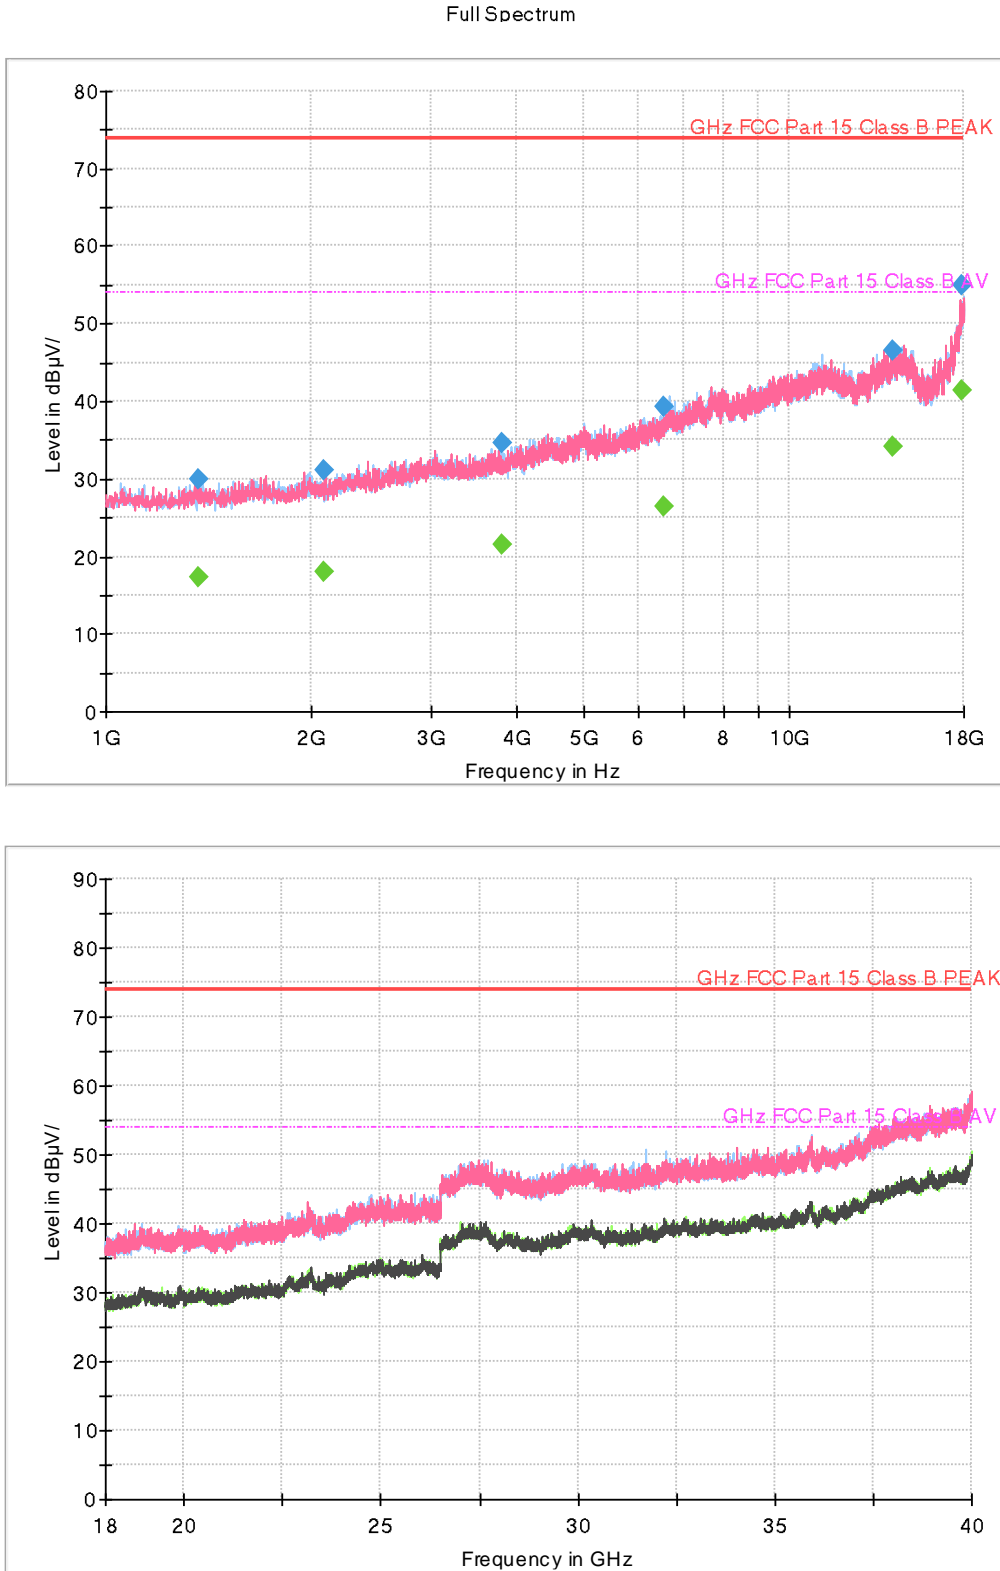 Full Spectrum
80
GHz FCC Part 15 Class B PEAK
70
60
GHz FCC Part 15 Class B AV
50
Level in dBµV/
40
30
20
10
0
1G 2G 3G 4G 5G 6 8 10G 18G
Frequency in Hz
90
80
GHz FCC Part 15 Class B PEAK
70
60
GHz FCC Part 15 Class B AV
50
Level in dBµV/
40
30
20
10
0
18 20 25 30 35 40
Frequency in GHz